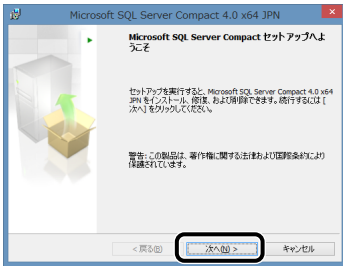 Microsoft SQL Server Compact 4.0 x64 JPN
Microsoft SQL Server Compact セットアップへよ
うこそ
セットアップを実行すると、Microsoft SQL Server Compact 4.0 x64
JPN をインストール、修復、および削除できます。続行するには [
次へ] をクリックしてください。
警告: この製品は、著作権に関する法律および国際条約により
保護されています。
< 戻る(B)
次へ(N) >
キャンセル